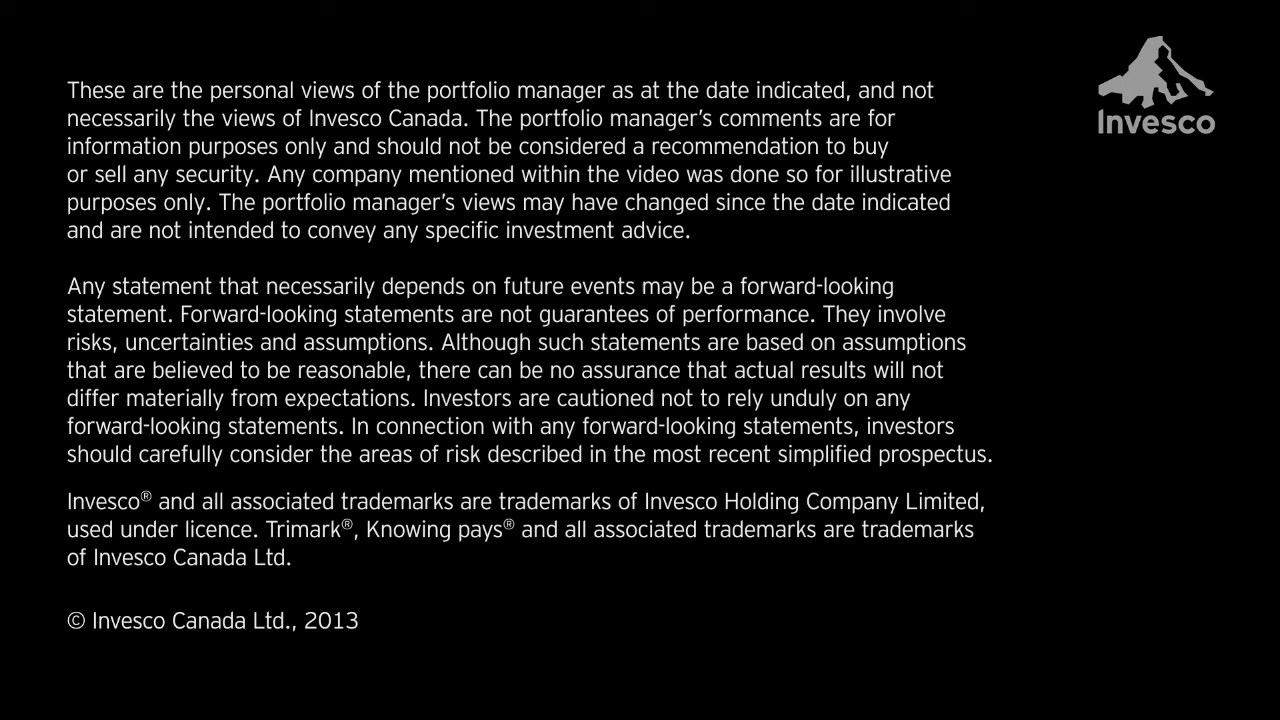 These are the personal views of the portfolio manager as at the date indicated, and not
necessarily the views of Invesco Canada. The portfolio manager's comments are for
information purposes only and should not be considered a recommendation to buy
or sell any security. Any company mentioned within the video was done so for illustrative
purposes only. The portfolio manager's views may have changed since the date indicated
and are not intended to convey any specific investment advice.
Any statement that necessarily depends on future events may be a forward-looking
statement. Forward-looking statements are not guarantees of performance. They involve
risks, uncertainties and assumptions. Although such statements are based on assumptions
that are believed to be reasonable, there can be no assurance that actual results will not
differ materially from expectations. Investors are cautioned not to rely unduly on any
forward-looking statements. In connection with any forward-looking statements, investors
should carefully consider the areas of risk described in the most recent simplified prospectus.
Invesco® and all associated trademarks are trademarks of Invesco Holding Company Limited,
used under licence. Trimark®, Knowing pays® and all associated trademarks are trademarks
of Invesco Canada Ltd.
© Invesco Canada Ltd., 2013
Invesco